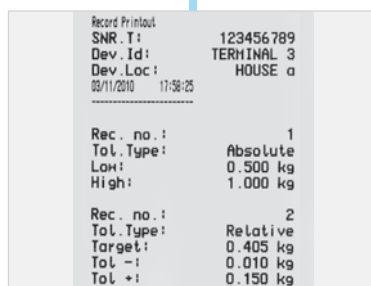 Record Printout
SNR.T: 123456789
Dev.Id: TERMINAL 3
Dev.Loc: HOUSE a
03/11/2010 17:58:25
------------------------
Rec. no.: 1
Tol.Type: Absolute
Low: 0.500 kg
High: 1.000 kg
Rec. no.: 2
Tol.Type: Relative
Target: 0.405 kg
Tol -: 0.010 kg
Tol +: 0.150 kg